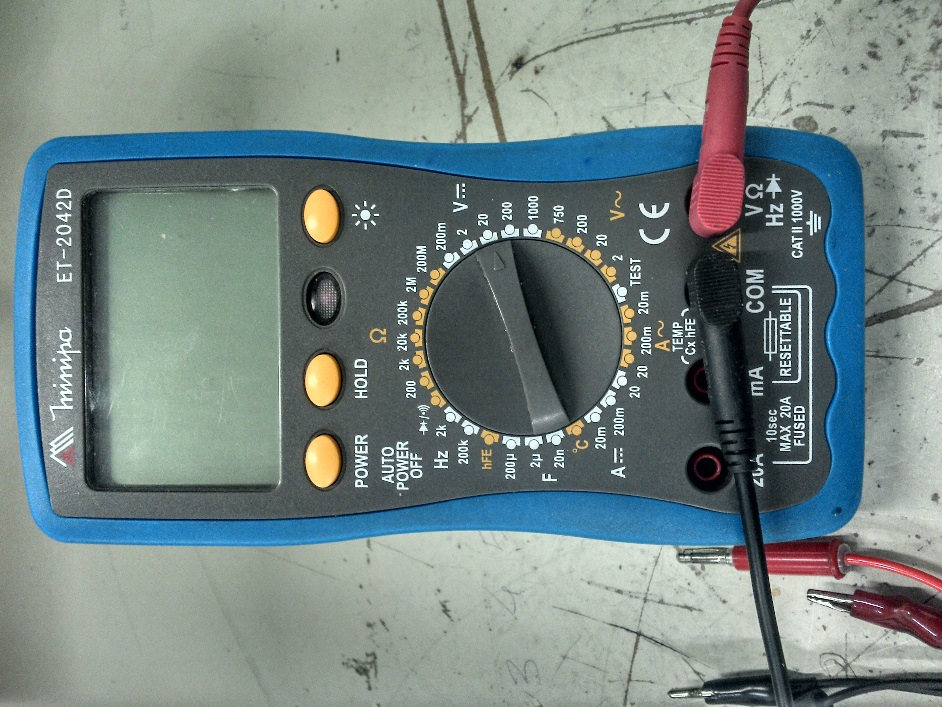 Minipa ET-2042D
POWER HOLD
AUTO
POWER
OFF
Ω
200 2k 20k 200k 2M 200M
V⎓
200m 2 20 200 1000
V~
750 200 20 2
TEST
A~
20m 200m 20
A⎓
20 200m 20m
°C
F
20n 2µ 200µ
hFE
Hz
200k 2k
TEMP
Cx hFE
CE
20A mA COM VΩ
Hz
10sec
MAX 20A
FUSED
RESETTABLE
CAT II 1000V